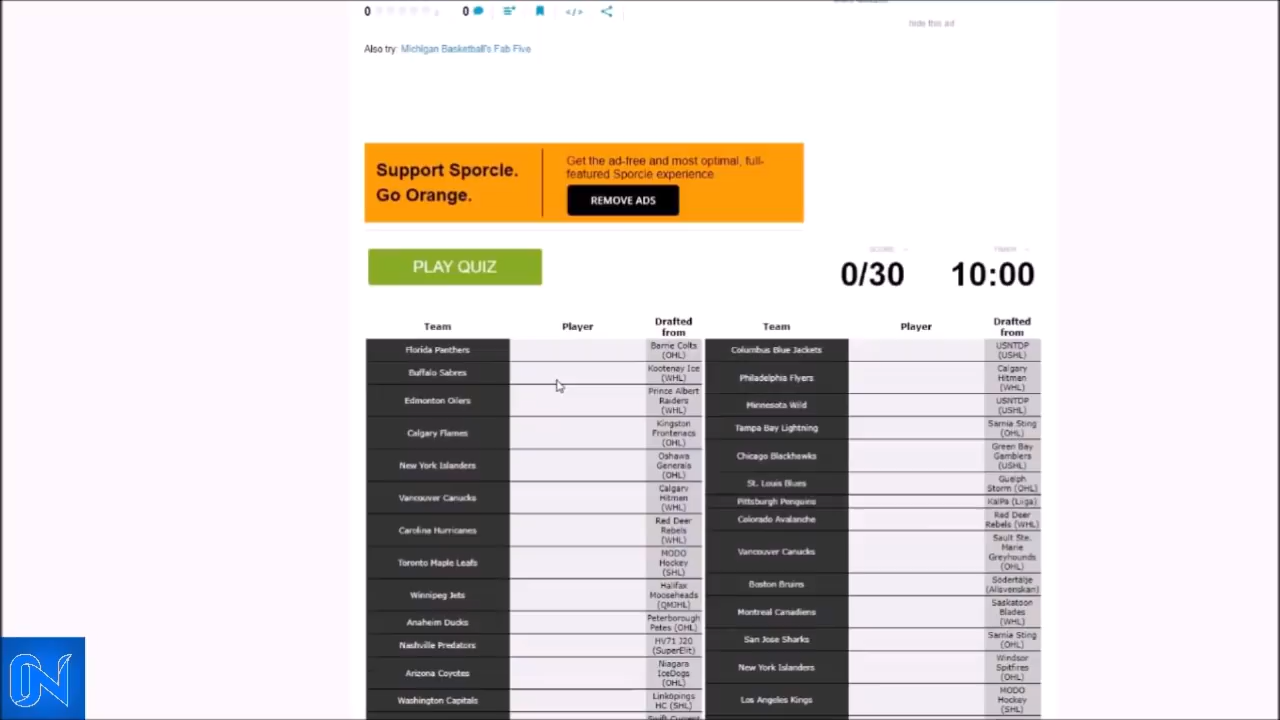 0
0
</>
hide this ad
Also try: Michigan Basketball's Fab Five
Support Sporcle.
Go Orange.
Get the ad-free and most optimal, full-
featured Sporcle experience
REMOVE ADS
PLAY QUIZ
SCORE
0/30
TIMER
10:00
Team
Player
Drafted
from
Team
Player
Drafted
from
Florida Panthers
Barrie Colts
(OHL)
Buffalo Sabres
Kootenay Ice
(WHL)
Edmonton Oilers
Prince Albert
Raiders
(WHL)
Calgary Flames
Kingston
Frontenacs
(OHL)
New York Islanders
Oshawa
Generals
(OHL)
Vancouver Canucks
Calgary
Hitman
(WHL)
Carolina Hurricanes
Red Deer
Rebels
(WHL)
Toronto Maple Leafs
MODO
Hockey
(SHL)
Winnipeg Jets
Halifax
Mooseheads
(QMJHL)
Anaheim Ducks
Peterborough
Petes (OHL)
Nashville Predators
HV71 J20
(SuperElit)
Arizona Coyotes
Niagara
IceDogs
(OHL)
Washington Capitals
Linköpings
HC (SHL)
Swift Current
Columbus Blue Jackets
USNTDP
(USHL)
Philadelphia Flyers
Calgary
Hitman
(WHL)
Minnesota Wild
USNTDP
(USHL)
Tampa Bay Lightning
Sarnia Sting
(OHL)
Chicago Blackhawks
Green Bay
Gamblers
(USHL)
St. Louis Blues
Guelph
Storm (OHL)
Pittsburgh Penguins
KalPa (Liiga)
Colorado Avalanche
Red Deer
Rebels (WHL)
Vancouver Canucks
Sault Ste.
Marie
Greyhounds
(OHL)
Boston Bruins
Södertälje
(Allsvenskan)
Montreal Canadiens
Saskatoon
Blades
(WHL)
San Jose Sharks
Sarnia Sting
(OHL)
New York Islanders
Windsor
Spitfires
(OHL)
Los Angeles Kings
MODO
Hockey
(SHL)